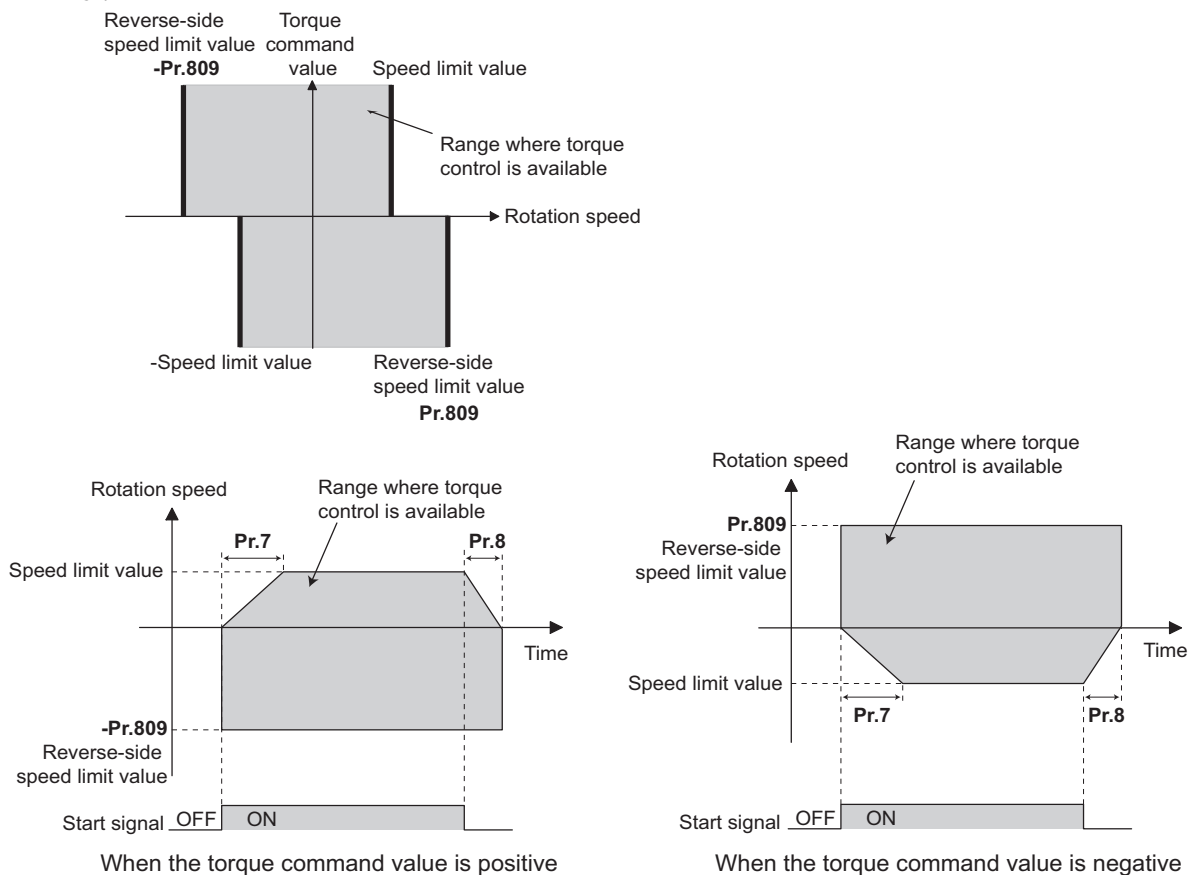 Reverse-side
speed limit value
-Pr.809
Torque
command
value
Speed limit value
Range where torque
control is available
Rotation speed
-Speed limit value
Reverse-side
speed limit value
Pr.809
Rotation speed
Range where torque
control is available
Pr.7
Pr.8
Speed limit value
Time
-Pr.809
Reverse-side
speed limit value
Start signal
OFF
ON
When the torque command value is positive
Range where torque
control is available
Rotation speed
Pr.809
Reverse-side
speed limit value
Time
Speed limit value
Pr.7
Pr.8
Start signal
OFF
ON
When the torque command value is negative